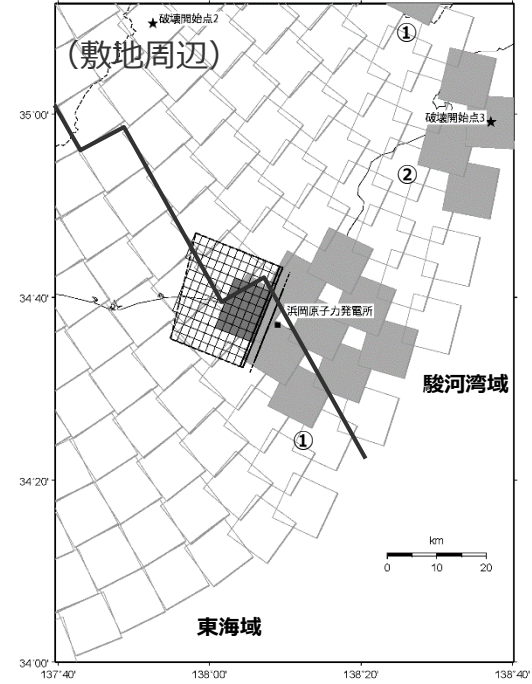 破壊開始点2
（敷地周辺）
①
35°00'
破壊開始点3
②
34°40'
浜岡原子力発電所
駿河湾域
①
34°20'
km
0 10 20
東海域
34°00'
137°40' 138°00' 138°20' 138°40'